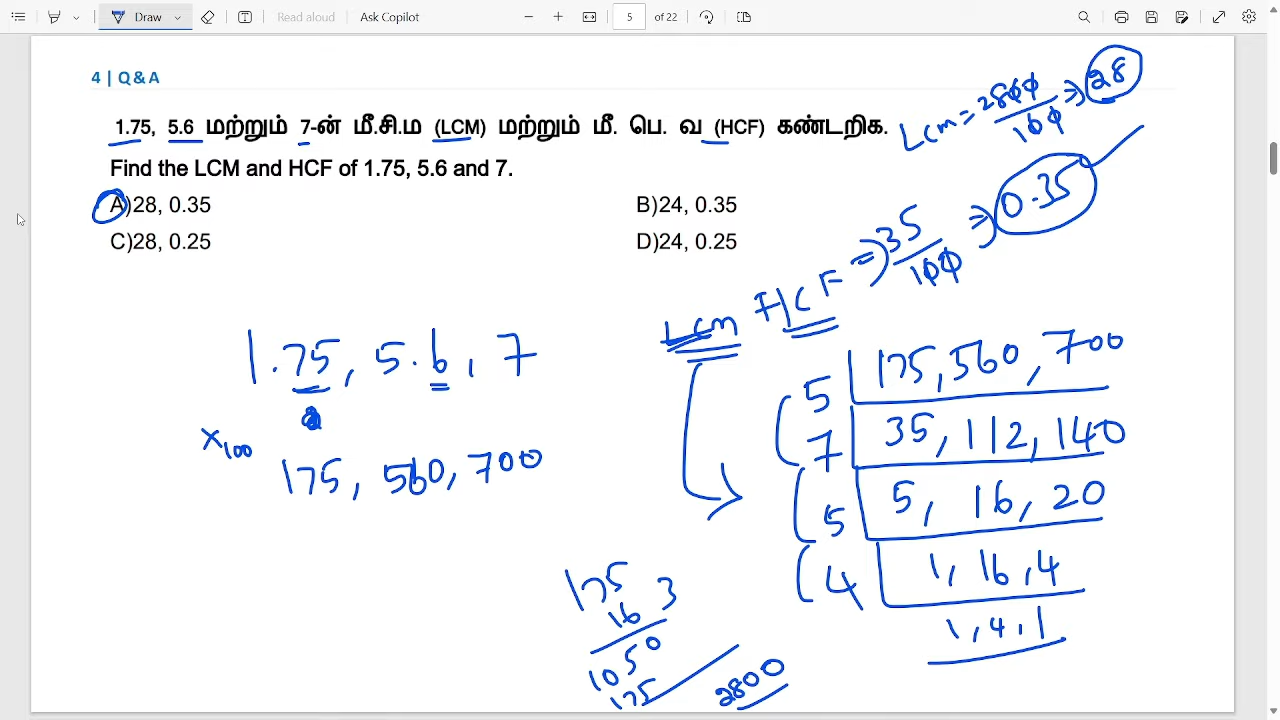 Draw
Read aloud
Ask Copilot
5
of 22
4 | Q&A
1.75, 5.6 மற்றும் 7-ன் மீ.சி.ம (LCM) மற்றும் மீ. பெ. வ (HCF) கண்டறிக.
Find the LCM and HCF of 1.75, 5.6 and 7.
A)28, 0.35
B)24, 0.35
C)28, 0.25
D)24, 0.25
Lcm = 2800/100 ⇒ 28
HCF ⇒ 35/100 ⇒ 0.35
Lcm
1.75, 5.6, 7
x100
175, 560, 700
5 | 175, 560, 700
7 | 35, 112, 140
5 | 5, 16, 20
4 | 1, 16, 4
1, 4, 1
175 3
16
1050
175
2800